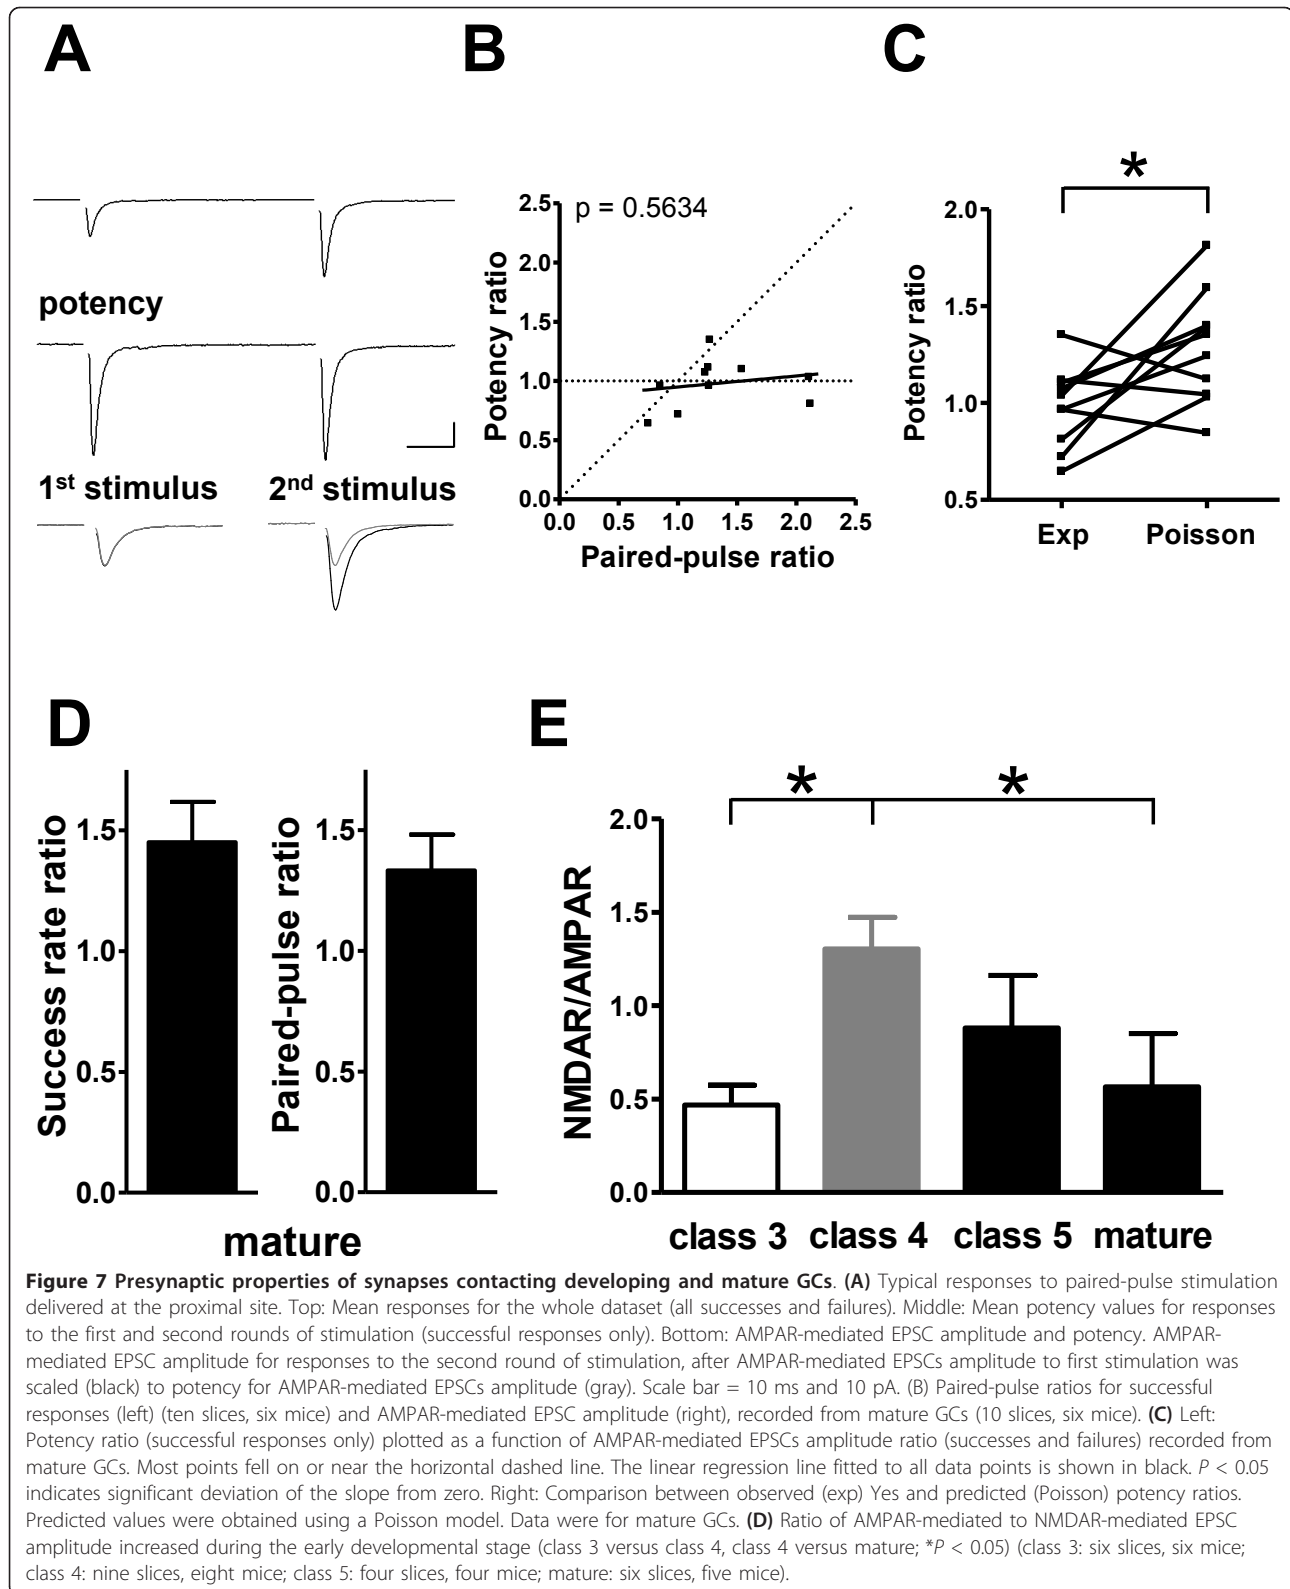 A
B
C
potency
1st stimulus
2nd stimulus
p = 0.5634
Potency ratio
2.5
2.0
1.5
1.0
0.5
0.0
0.0 0.5 1.0 1.5 2.0 2.5
Paired-pulse ratio
*
Potency ratio
2.0
1.5
1.0
0.5
Exp Poisson
D
E
Success rate ratio
1.5
1.0
0.5
0.0
Paired-pulse ratio
1.5
1.0
0.5
0.0
mature
* *
NMDAR/AMPAR
2.0
1.5
1.0
0.5
0.0
class 3 class 4 class 5 mature
Figure 7 Presynaptic properties of synapses contacting developing and mature GCs. (A) Typical responses to paired-pulse stimulation
delivered at the proximal site. Top: Mean responses for the whole dataset (all successes and failures). Middle: Mean potency values for responses
to the first and second rounds of stimulation (successful responses only). Bottom: AMPAR-mediated EPSC amplitude and potency. AMPAR-
mediated EPSC amplitude for responses to the second round of stimulation, after AMPAR-mediated EPSCs amplitude to first stimulation was
scaled (black) to potency for AMPAR-mediated EPSCs amplitude (gray). Scale bar = 10 ms and 10 pA. (B) Paired-pulse ratios for successful
responses (left) (ten slices, six mice) and AMPAR-mediated EPSC amplitude (right), recorded from mature GCs (10 slices, six mice). (C) Left:
Potency ratio (successful responses only) plotted as a function of AMPAR-mediated EPSCs amplitude ratio (successes and failures) recorded from
mature GCs. Most points fell on or near the horizontal dashed line. The linear regression line fitted to all data points is shown in black. P < 0.05
indicates significant deviation of the slope from zero. Right: Comparison between observed (exp) Yes and predicted (Poisson) potency ratios.
Predicted values were obtained using a Poisson model. Data were for mature GCs. (D) Ratio of AMPAR-mediated to NMDAR-mediated EPSC
amplitude increased during the early developmental stage (class 3 versus class 4, class 4 versus mature; *P < 0.05) (class 3: six slices, six mice;
class 4: nine slices, eight mice; class 5: four slices, four mice; mature: six slices, five mice).